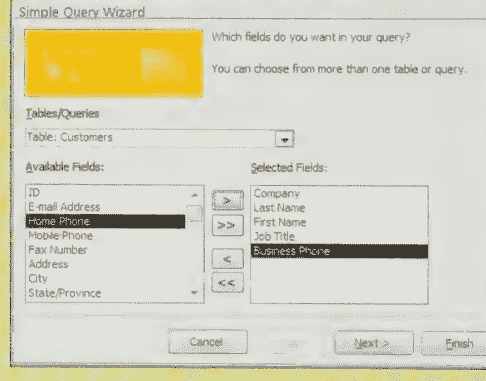 Simple Query Wizard
Which fields do you want in your query?
You can choose from more than one table or query.
Tables/Queries
Table: Customers
Available Fields:
Selected Fields:
ID
E-mail Address
Home Phone
Mobile Phone
Fax Number
Address
City
State/Province
>
>>
<
<<
Company
Last Name
First Name
Job Title
Business Phone
Cancel
Next >
Finish